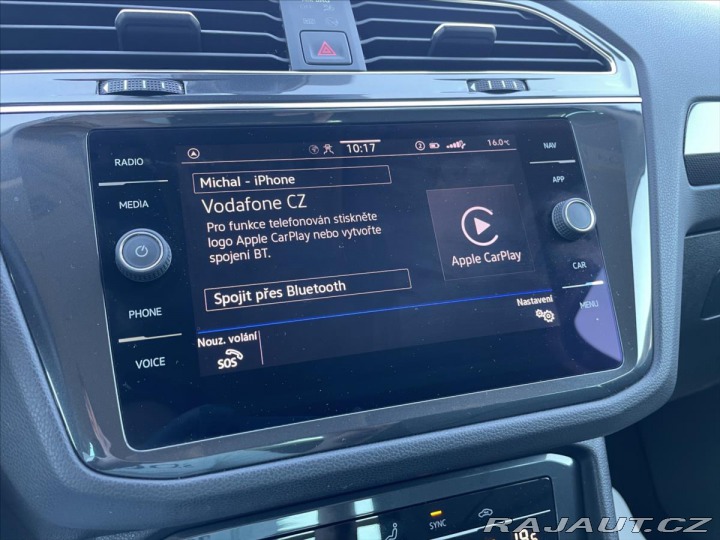 RADIO
MEDIA
PHONE
VOICE
10:17
16.0°C
NAV
APP
CAR
MENU
Michal - iPhone
Vodafone CZ
Pro funkce telefonován stiskněte
logo Apple CarPlay nebo vytvořte
spojení BT.
Apple CarPlay
Spojit přes Bluetooth
Nastavení
Nouz. volání
SOS
SYNC
RAJAUT.CZ